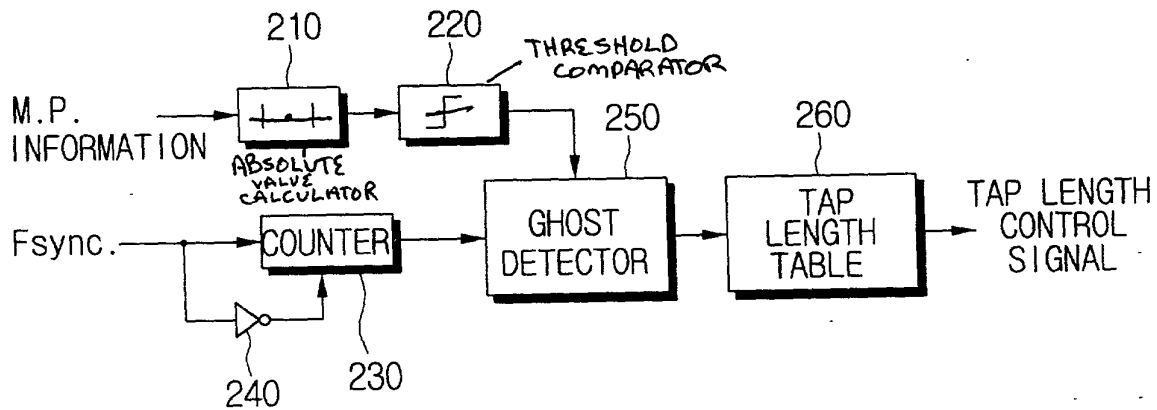 210
220
THRESHOLD
COMPARATOR
M.P.
INFORMATION
ABSOLUTE
VALUE
CALCULATOR
250
260
GHOST
DETECTOR
TAP
LENGTH
TABLE
TAP LENGTH
CONTROL
SIGNAL
Fsync.
COUNTER
240
230